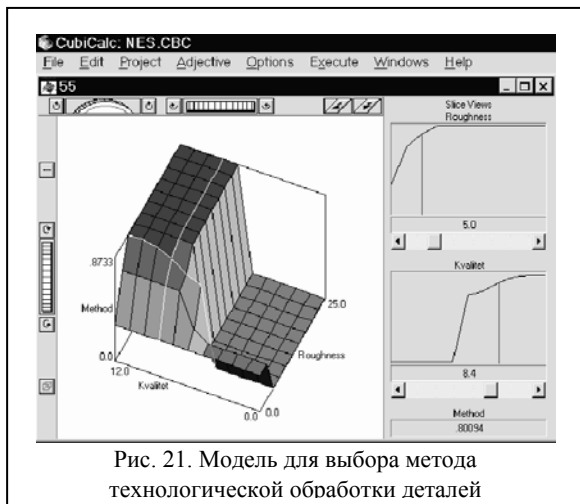 CubiCalc: NES.CBC
File Edit Project Adjective Options Execute Windows Help
55
Slice Views
Roughness
5.0
Kvalitet
8.4
Method
.80094
.8733
Method
0.0
12.0
Kvalitet
0.0
0.0
Roughness
25.0
Рис. 21. Модель для выбора метода
технологической обработки деталей